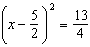 (x − 5/2)² = 13/4